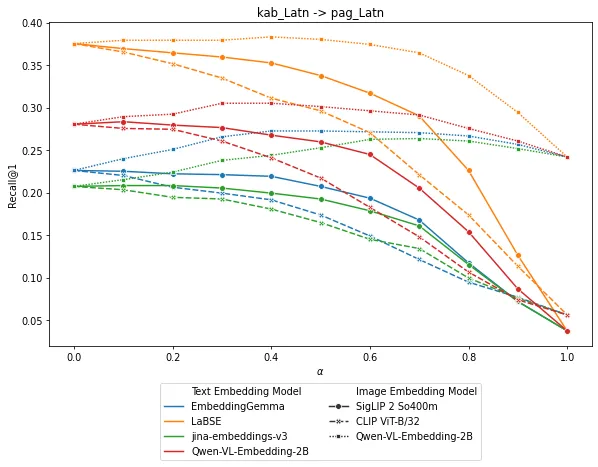 kab_Latn -> pag_Latn
Recall@1
0.40
0.35
0.30
0.25
0.20
0.15
0.10
0.05
0.0 0.2 0.4 0.6 0.8 1.0
α
Text Embedding Model
EmbeddingGemma
LaBSE
jina-embeddings-v3
Qwen-VL-Embedding-2B
Image Embedding Model
SigLIP 2 So400m
CLIP ViT-B/32
Qwen-VL-Embedding-2B